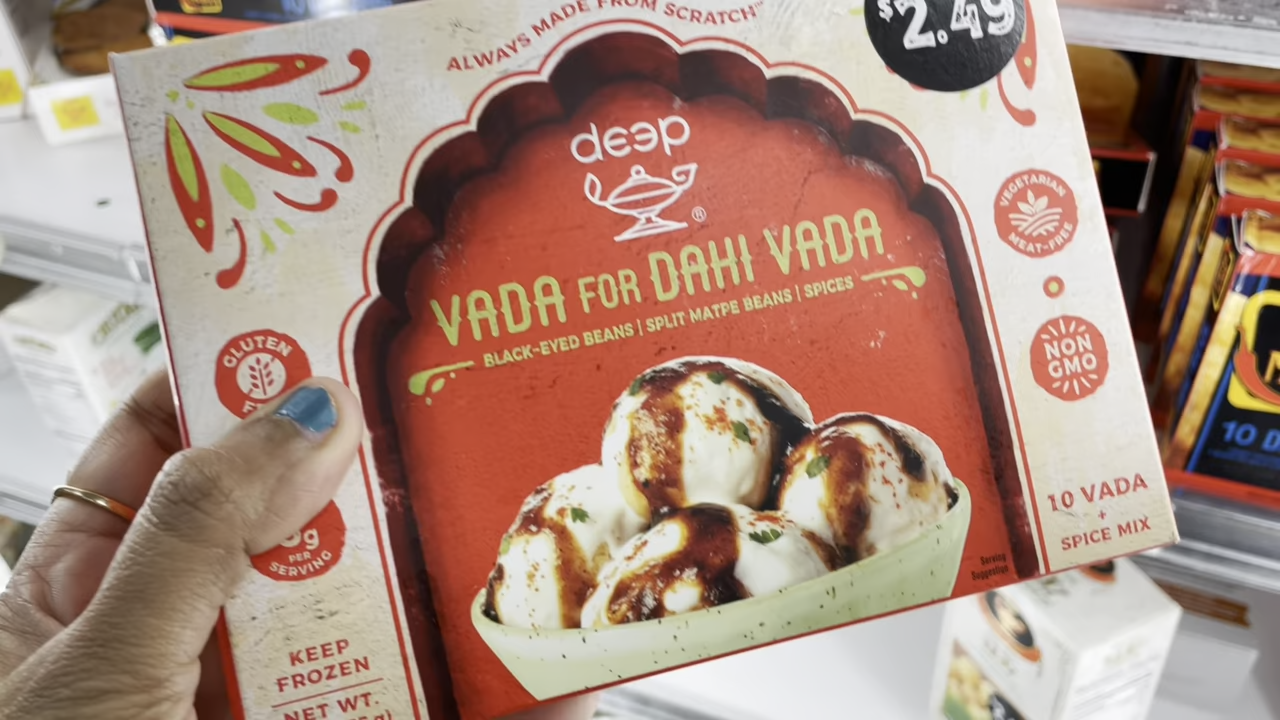 ALWAYS MADE FROM SCRATCH™
$2.49
deep
®
VADA FOR DAHI VADA
BLACK-EYED BEANS | SPLIT MATPE BEANS | SPICES
VEGETARIAN
MEAT-FREE
GLUTEN
NON
GMO
PER
SERVING
10 VADA
+
SPICE MIX
Serving
Suggestion
KEEP
FROZEN
NET WT.
10